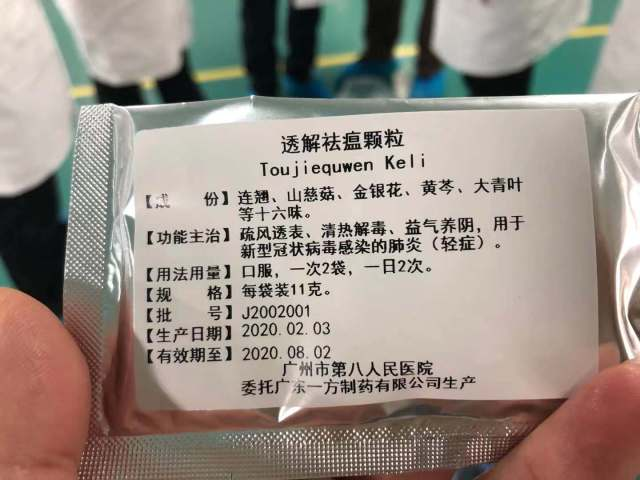 透解祛瘟颗粒
Toujiequwen Keli
【成　份】连翘、山慈菇、金银花、黄芩、大青叶
等十六味。
【功能主治】疏风透表、清热解毒、益气养阴，用于
新型冠状病毒感染的肺炎（轻症）。
【用法用量】口服，一次2袋，一日2次。
【规　格】每袋装11克。
【批　号】J2002001
【生产日期】2020.02.03
【有效期至】2020.08.02
广州市第八人民医院
委托广东一方制药有限公司生产